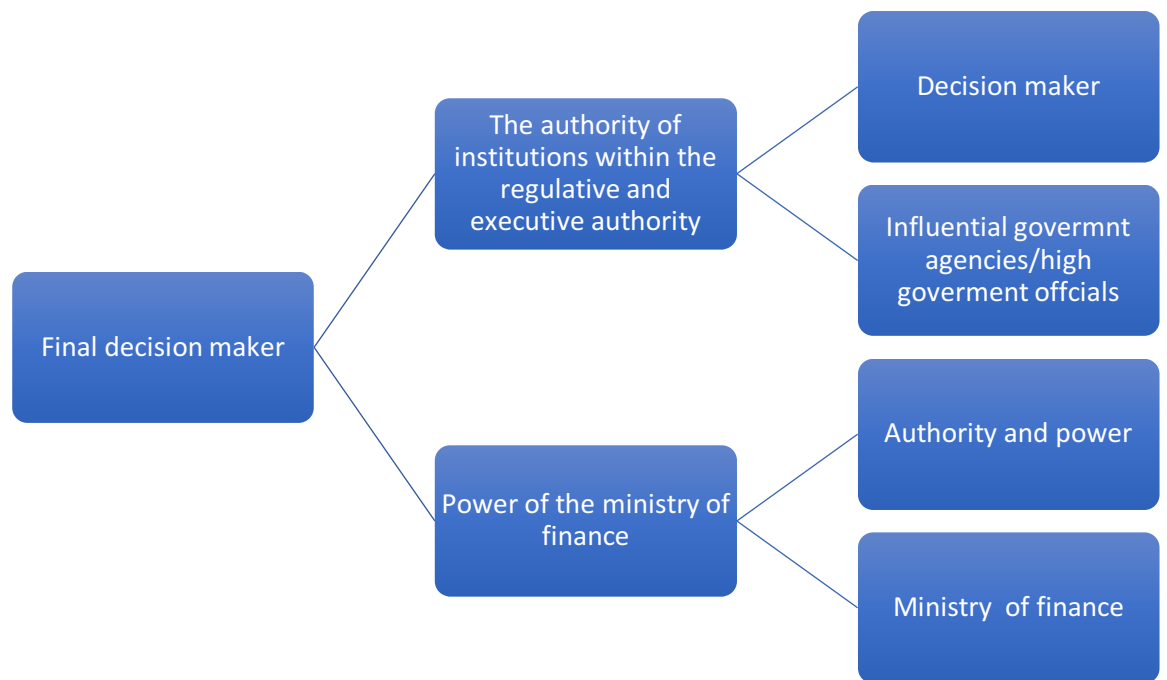 Final decision maker
The authority of
institutions within the
regulative and
executive authority
Power of the ministry of
finance
Decision maker
Influential govermnt
agencies/high
goverment offcials
Authority and power
Ministry  of finance